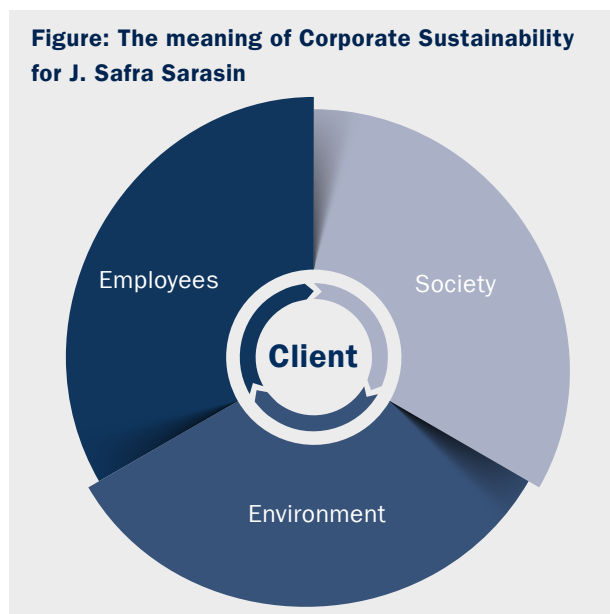 Figure: The meaning of Corporate Sustainability
for J. Safra Sarasin
Employees
Society
Client
Environment